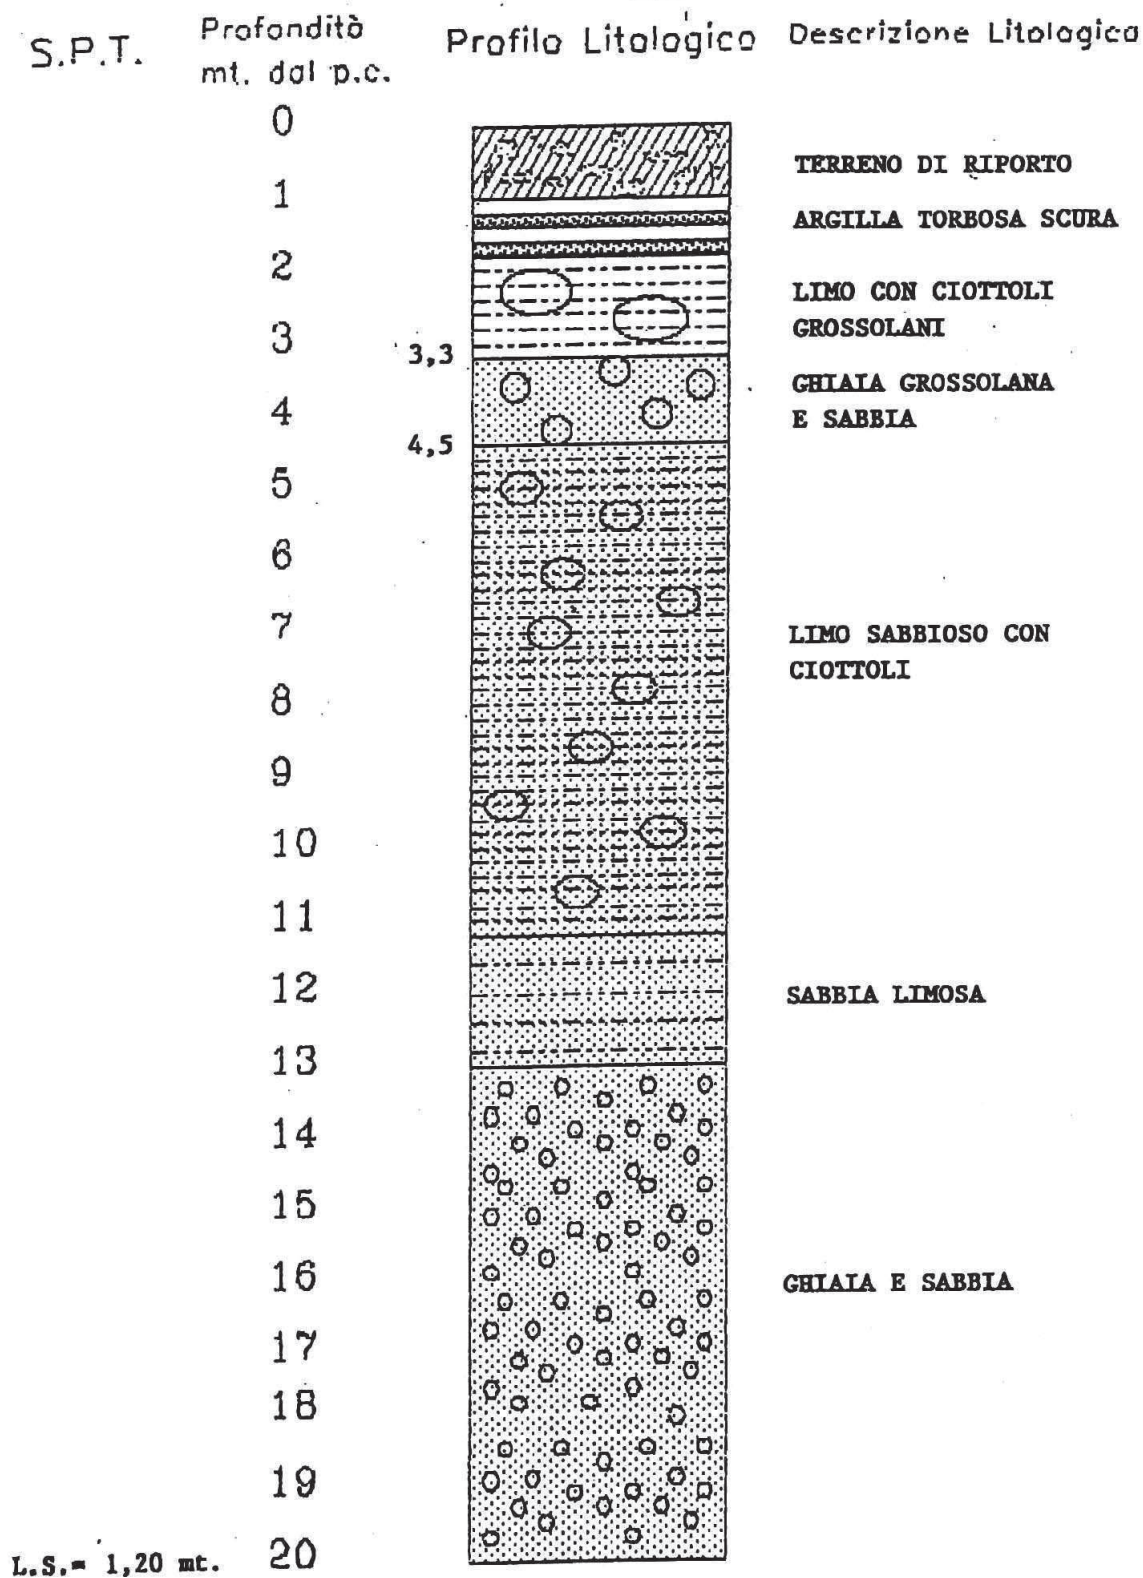 S.P.T. Profondità Profilo Litologico Descrizione Litologica
mt. dal p.c.
0
TERRENO DI RIPORTO
1
ARGILLA TORBOSA SCURA
2
LIMO CON CIOTTOLI
GROSSOLANI
3
3,3
GHIAIA GROSSOLANA
4
E SABBIA
4,5
5
6
7
LIMO SABBIOSO CON
CIOTTOLI
8
9
10
11
12
SABBIA LIMOSA
13
14
15
16
GHIAIA E SABBIA
17
18
19
20
L.S.= 1,20 mt.